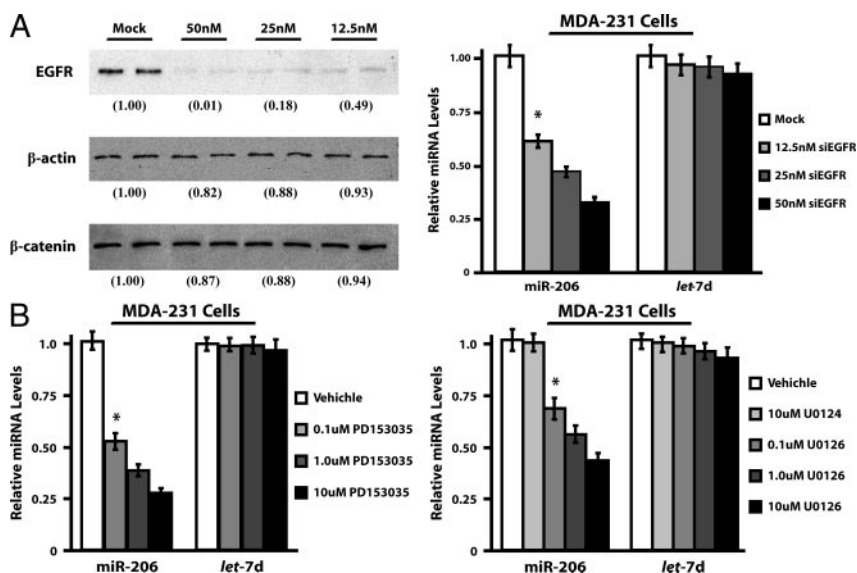 A
Mock 50nM 25nM 12.5nM
EGFR
(1.00) (0.01) (0.18) (0.49)
β-actin
(1.00) (0.82) (0.88) (0.93)
β-catenin
(1.00) (0.87) (0.88) (0.94)
MDA-231 Cells
Relative miRNA Levels
1.00
0.75
0.50
0.25
0
*
miR-206 let-7d
Mock
12.5nM siEGFR
25nM siEGFR
50nM siEGFR
B
MDA-231 Cells
Relative miRNA Levels
1.0
0.75
0.50
0.25
0
*
miR-206 let-7d
Vehichle
0.1uM PD153035
1.0uM PD153035
10uM PD153035
MDA-231 Cells
Relative miRNA Levels
1.0
0.75
0.50
0.25
0
*
miR-206 let-7d
Vehichle
10uM U0124
0.1uM U0126
1.0uM U0126
10uM U0126